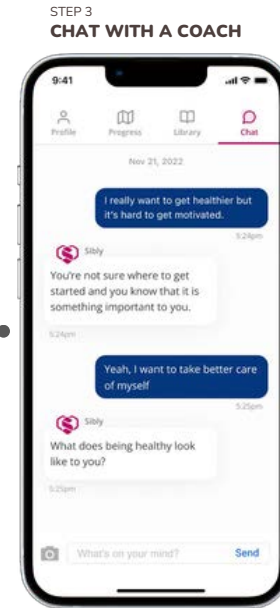 STEP 3
CHAT WITH A COACH
9:41
Profile
Progress
Library
Chat
Nov 21, 2022
I really want to get healthier but
it's hard to get motivated.
5:24pm
Sibly
You're not sure where to get
started and you know that it is
something important to you.
5:24pm
Yeah, I want to take better care
of myself
5:25pm
Sibly
What does being healthy look
like to you?
5:25pm
What's on your mind?
Send